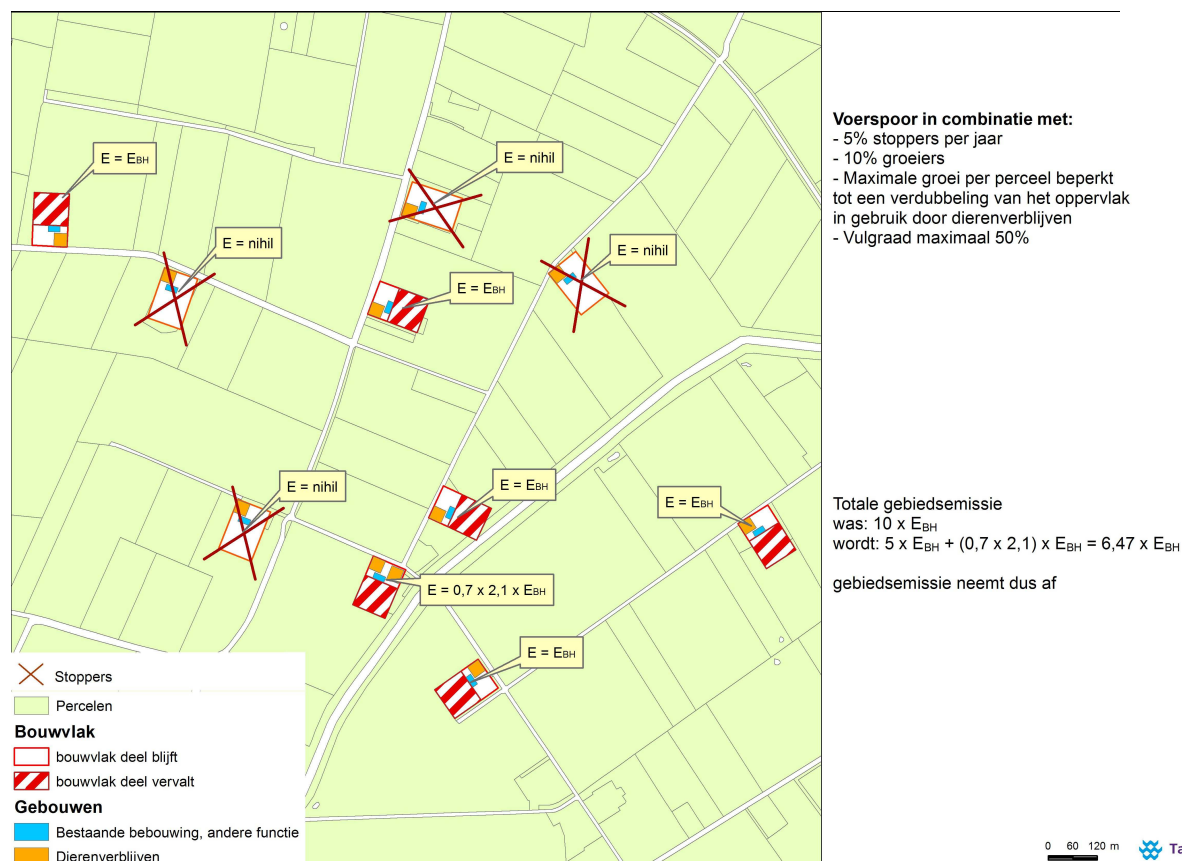 E = EBH
E = nihil
E = nihil
E = nihil
E = EBH
E = nihil
E = EBH
E = EBH
E = 0,7 x 2,1 x EBH
E = EBH
Stoppers
Percelen
Bouwvlak
bouwvlak deel blijft
bouwvlak deel vervalt
Gebouwen
Bestaande bebouwing, andere functie
Dierenverblijven
Voerspoor in combinatie met:
- 5% stoppers per jaar
- 10% groeiers
- Maximale groei per perceel beperkt
tot een verdubbeling van het oppervlak
in gebruik door dierenverblijven
- Vulgraad maximaal 50%
Totale gebiedsemissie
was: 10 x EBH
wordt: 5 x EBH + (0,7 x 2,1) x EBH = 6,47 x EBH
gebiedsemissie neemt dus af
0 60 120 m